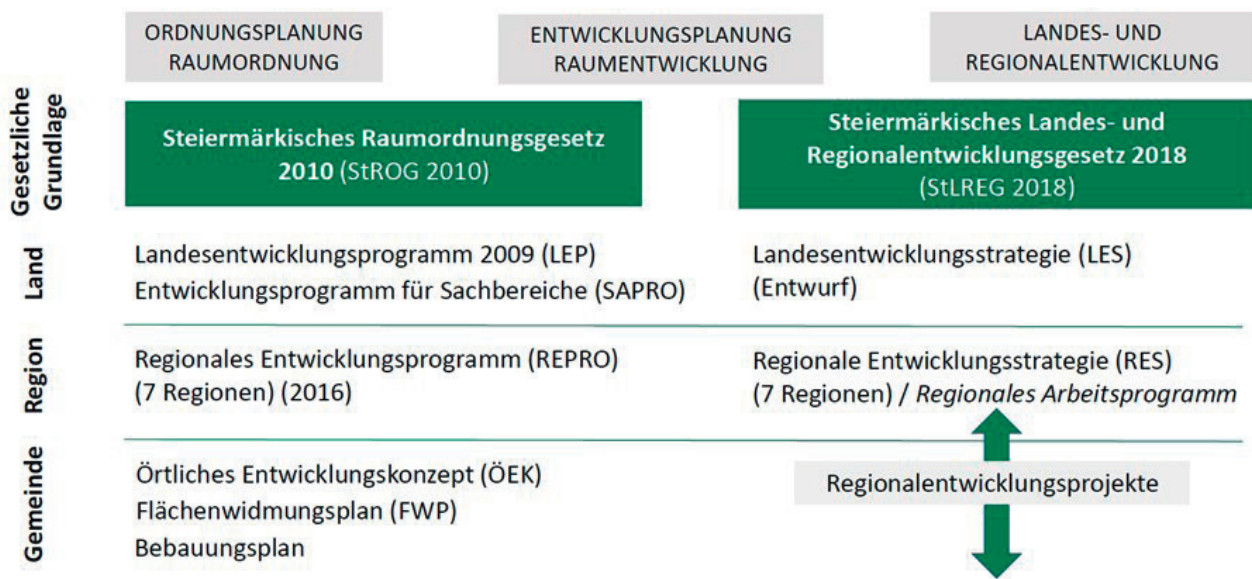 ORDNUNGSPLANUNG
RAUMORDNUNG
ENTWICKLUNGSPLANUNG
RAUMENTWICKLUNG
LANDES- UND
REGIONALENTWICKLUNG
Gesetzliche
Grundlage
Steiermärkisches Raumordnungsgesetz
2010 (StROG 2010)
Steiermärkisches Landes- und
Regionalentwicklungsgesetz 2018
(StLREG 2018)
Land
Landesentwicklungsprogramm 2009 (LEP)
Entwicklungsprogramm für Sachbereiche (SAPRO)
Landesentwicklungsstrategie (LES)
(Entwurf)
Region
Regionales Entwicklungsprogramm (REPRO)
(7 Regionen) (2016)
Regionale Entwicklungsstrategie (RES)
(7 Regionen) / Regionales Arbeitsprogramm
Gemeinde
Örtliches Entwicklungskonzept (ÖEK)
Flächenwidmungsplan (FWP)
Bebauungsplan
Regionalentwicklungsprojekte